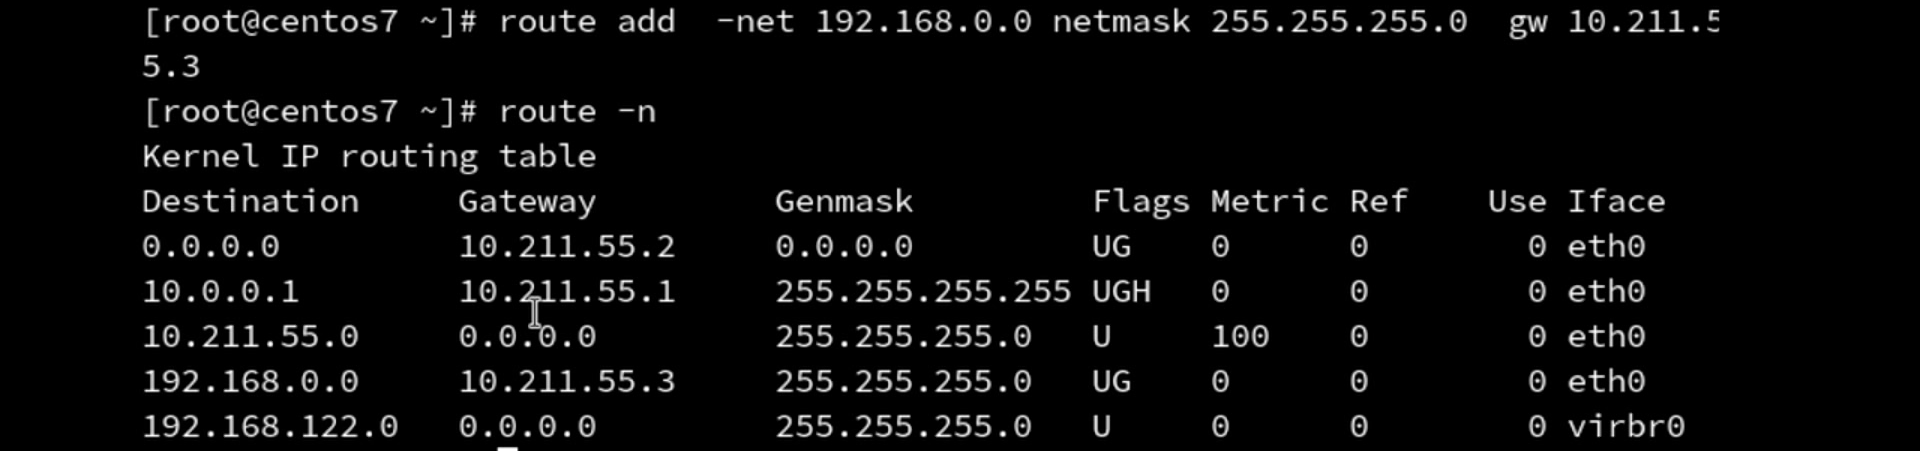 [root@centos7 ~]# route add  -net 192.168.0.0 netmask 255.255.255.0  gw 10.211.5
5.3
[root@centos7 ~]# route -n
Kernel IP routing table
Destination     Gateway         Genmask         Flags Metric Ref    Use Iface
0.0.0.0         10.211.55.2     0.0.0.0         UG    0      0        0 eth0
10.0.0.1        10.211.55.1     255.255.255.255 UGH   0      0        0 eth0
10.211.55.0     0.0.0.0         255.255.255.0   U     100    0        0 eth0
192.168.0.0     10.211.55.3     255.255.255.0   UG    0      0        0 eth0
192.168.122.0   0.0.0.0         255.255.255.0   U     0      0        0 virbr0